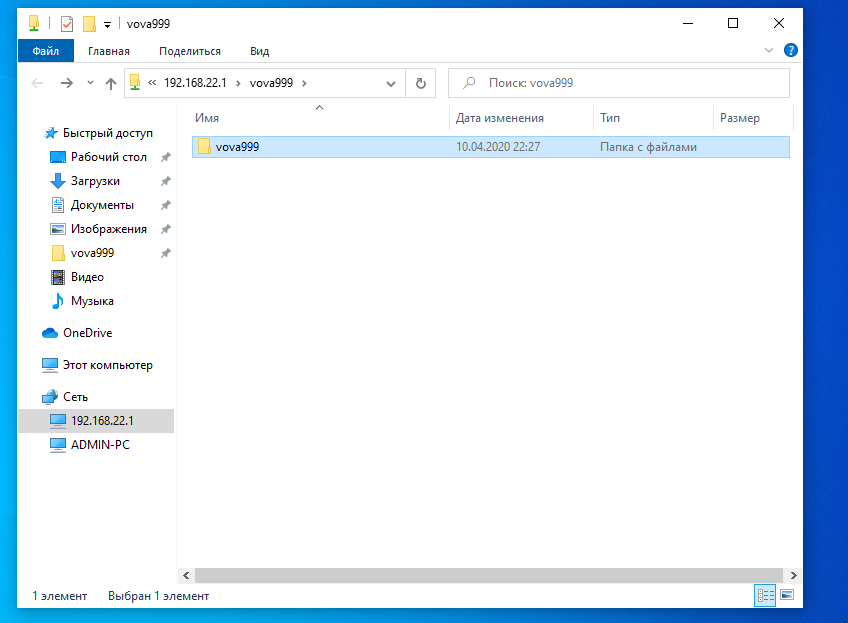 vova999
Файл Главная Поделиться Вид
« 192.168.22.1 › vova999 › Поиск: vova999
Имя Дата изменения Тип Размер
vova999 10.04.2020 22:27 Папка с файлами
Быстрый доступ
Рабочий стол
Загрузки
Документы
Изображения
vova999
Видео
Музыка
OneDrive
Этот компьютер
Сеть
192.168.22.1
ADMIN-PC
1 элемент Выбран 1 элемент